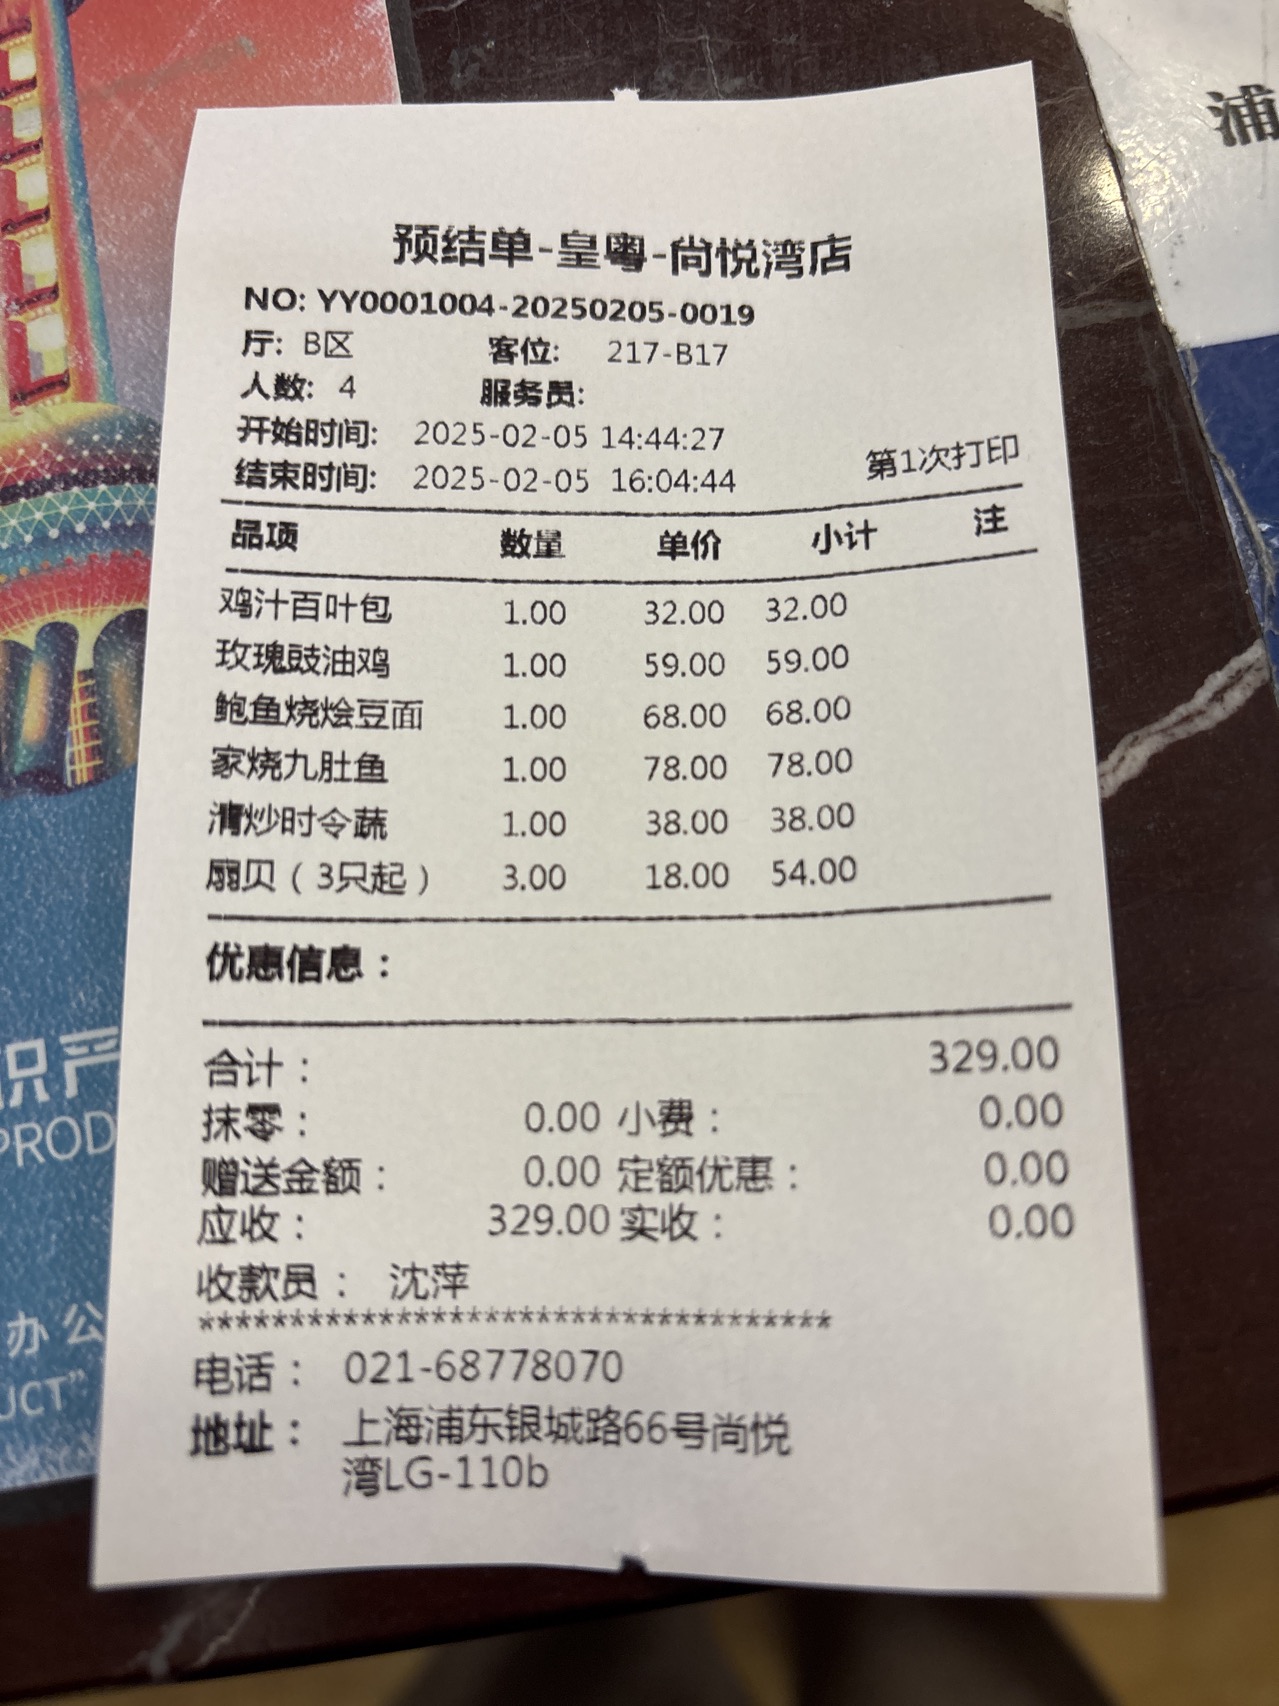 浦
预结单-皇粤-尚悦湾店
NO: YY0001004-20250205-0019
厅: B区 客位: 217-B17
人数: 4 服务员:
开始时间: 2025-02-05 14:44:27
结束时间: 2025-02-05 16:04:44 第1次打印
品项 数量 单价 小计 注
鸡汁百叶包 1.00 32.00 32.00
玫瑰豉油鸡 1.00 59.00 59.00
鲍鱼烧烩豆面 1.00 68.00 68.00
家烧九肚鱼 1.00 78.00 78.00
清炒时令蔬 1.00 38.00 38.00
扇贝（3只起） 3.00 18.00 54.00
优惠信息：
合计： 329.00
抹零： 0.00 小费： 0.00
赠送金额： 0.00 定额优惠： 0.00
应收： 329.00 实收： 0.00
收款员： 沈萍
***********************************
电话： 021-68778070
地址： 上海浦东银城路66号尚悦
湾LG-110b
织严
PROD
办公
UCT”